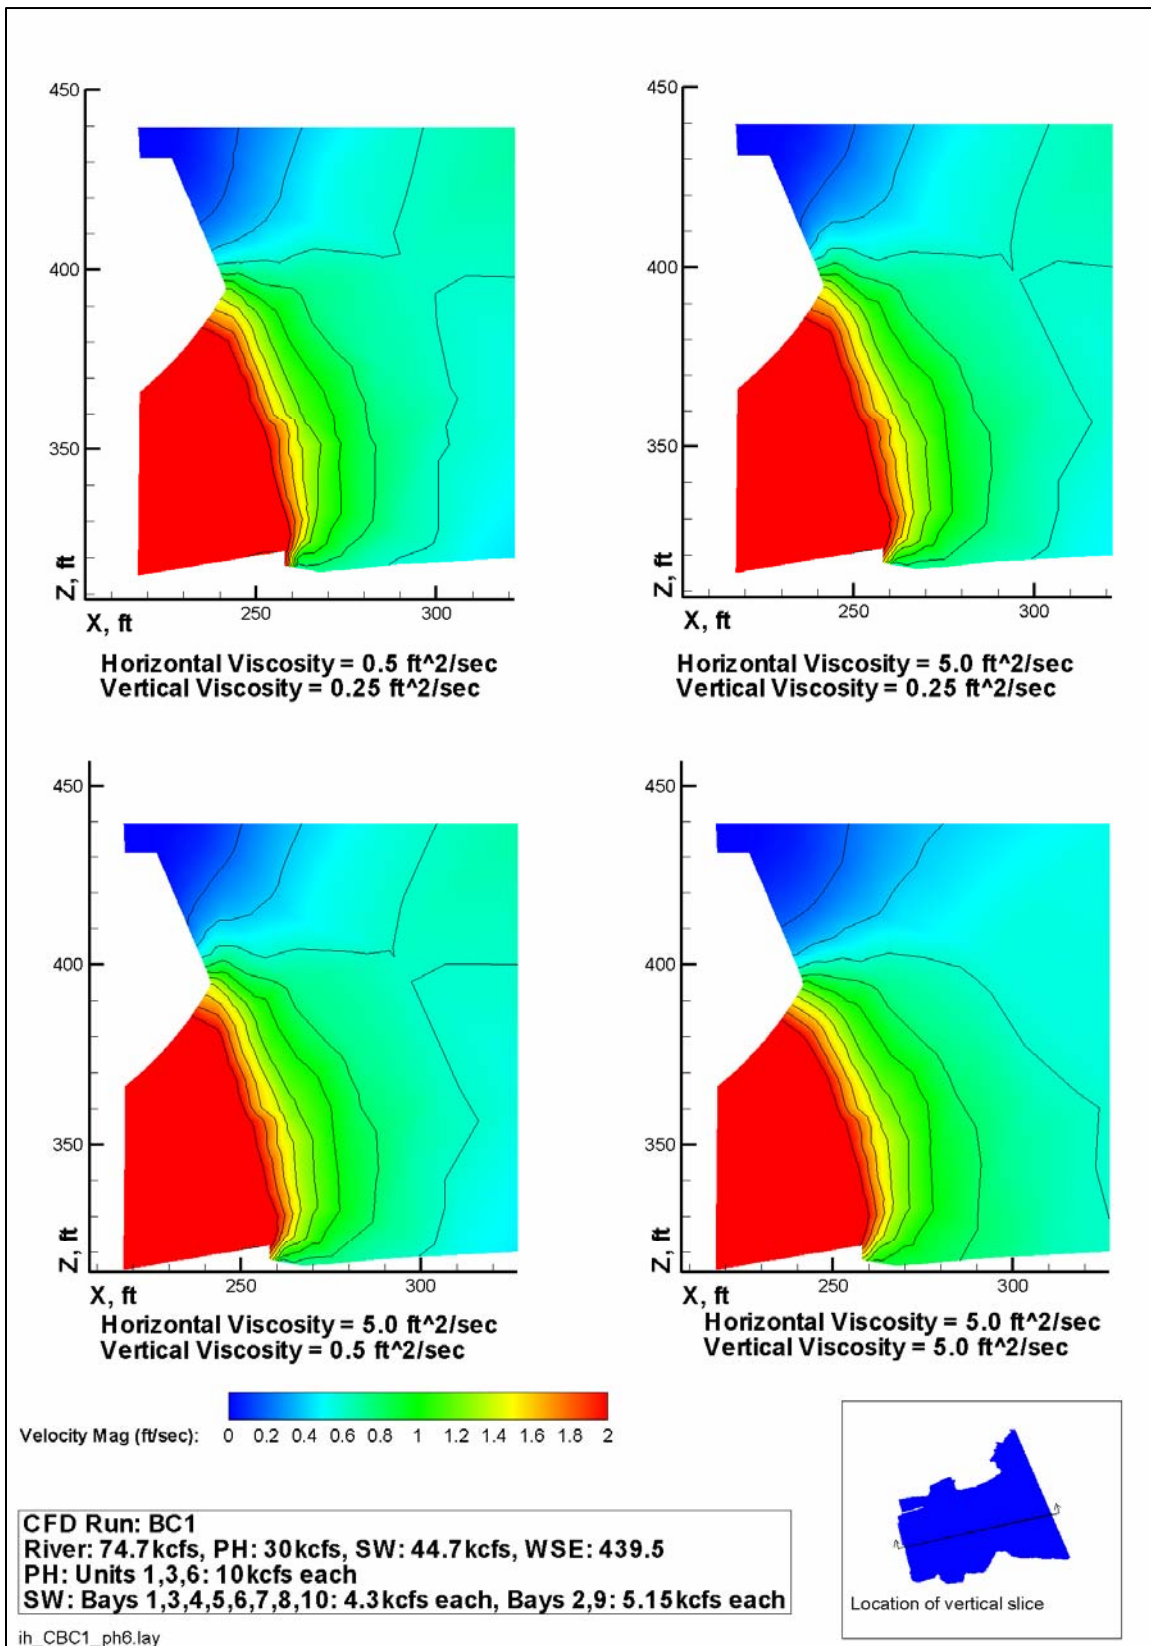 450
400
350
Z, ft
250
300
X, ft
Horizontal Viscosity = 0.5 ft^2/sec
Vertical Viscosity = 0.25 ft^2/sec
450
400
350
Z, ft
250
300
X, ft
Horizontal Viscosity = 5.0 ft^2/sec
Vertical Viscosity = 0.25 ft^2/sec
450
400
350
Z, ft
250
300
X, ft
Horizontal Viscosity = 5.0 ft^2/sec
Vertical Viscosity = 0.5 ft^2/sec
450
400
350
Z, ft
250
300
X, ft
Horizontal Viscosity = 5.0 ft^2/sec
Vertical Viscosity = 5.0 ft^2/sec
Velocity Mag (ft/sec): 0 0.2 0.4 0.6 0.8 1 1.2 1.4 1.6 1.8 2
CFD Run: BC1
River: 74.7kcfs, PH: 30kcfs, SW: 44.7kcfs, WSE: 439.5
PH: Units 1,3,6: 10kcfs each
SW: Bays 1,3,4,5,6,7,8,10: 4.3kcfs each, Bays 2,9: 5.15kcfs each
Location of vertical slice
ih_CBC1_ph6.lay